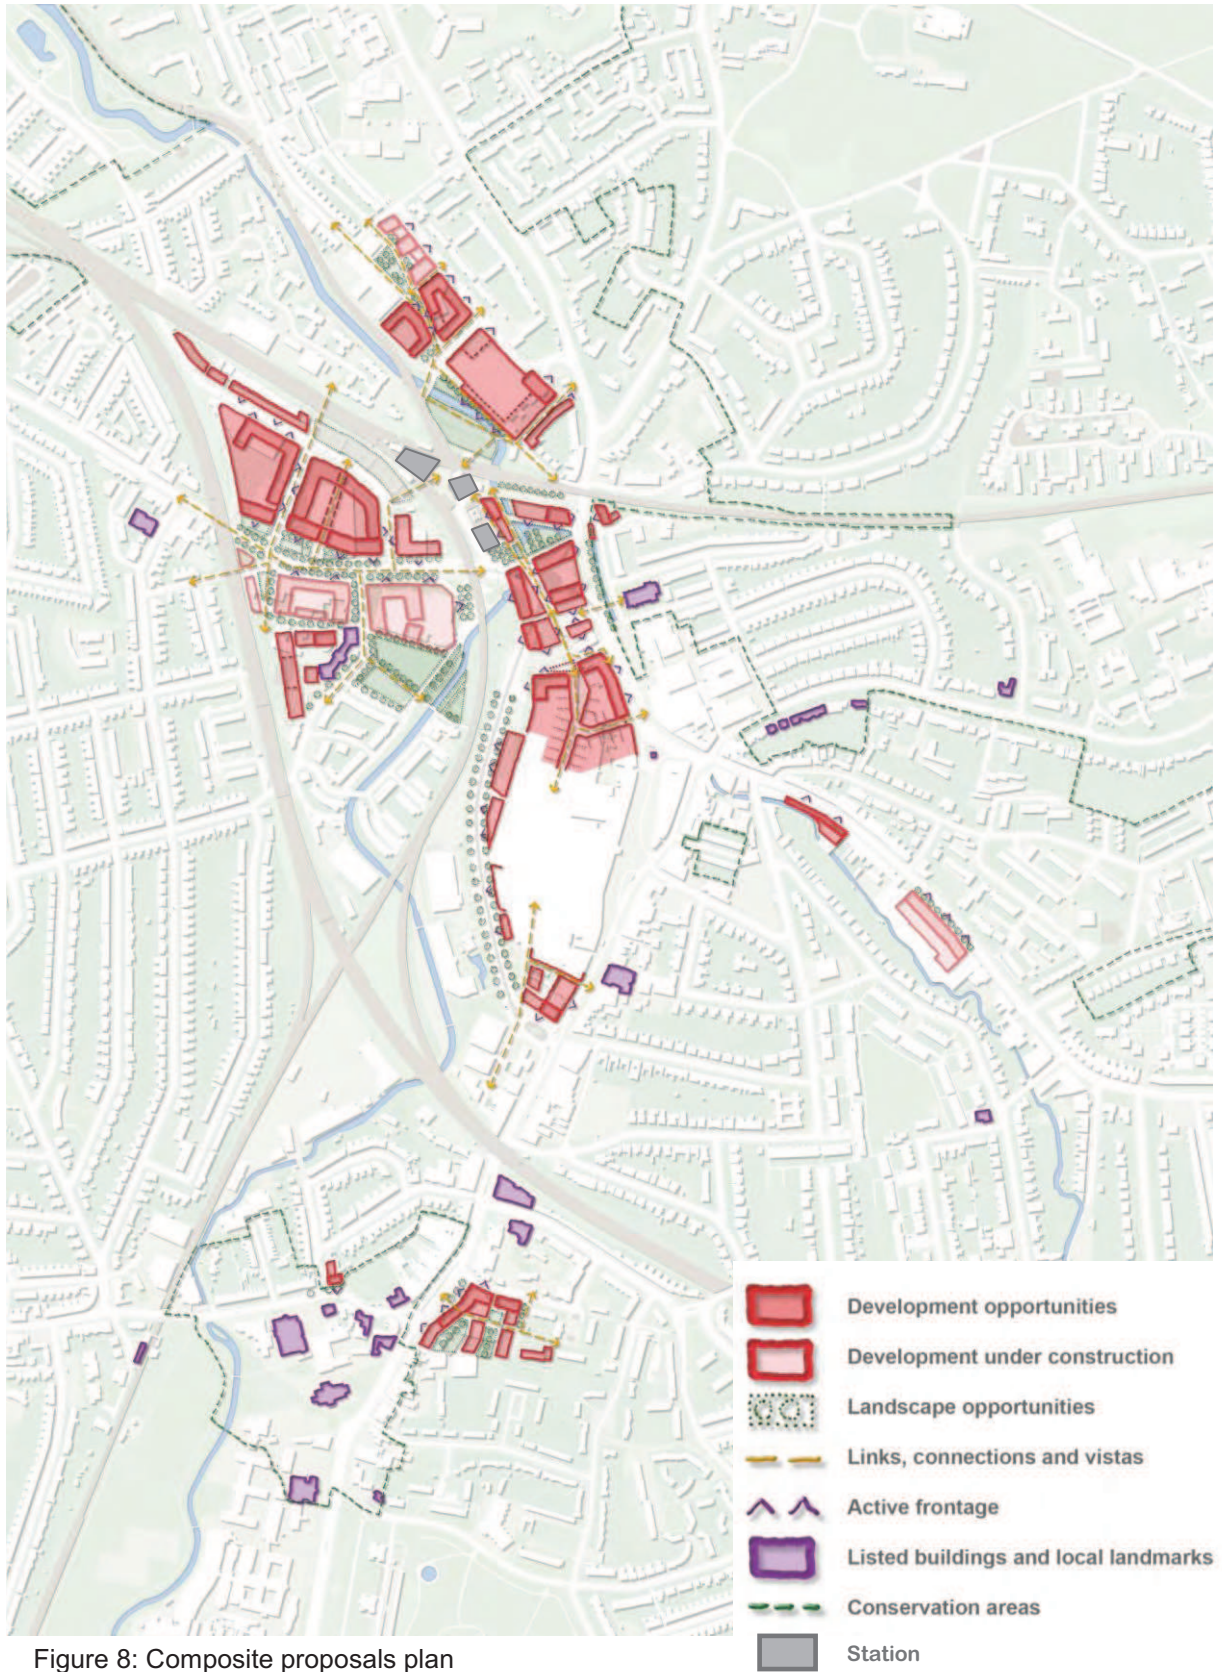 Development opportunities
Development under construction
Landscape opportunities
Links, connections and vistas
Active frontage
Listed buildings and local landmarks
Conservation areas
Station
Figure 8: Composite proposals plan